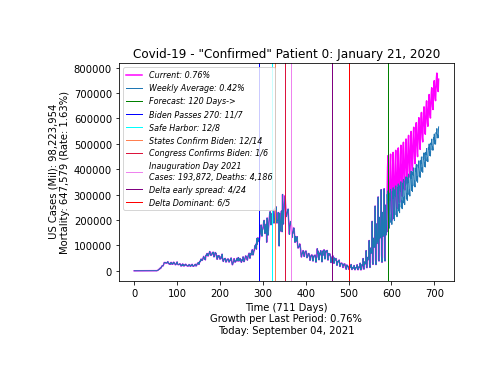 Covid-19 - "Confirmed" Patient 0: January 21, 2020
US Cases (Mil): 98,223,954
Mortality: 647,579 (Rate: 1.63%)
800000
700000
600000
500000
400000
300000
200000
100000
0
Current: 0.76%
Weekly Average: 0.42%
Forecast: 120 Days->
Biden Passes 270: 11/7
Safe Harbor: 12/8
States Confirm Biden: 12/14
Congress Confirms Biden: 1/6
Inauguration Day 2021
Cases: 193,872, Deaths: 4,186
Delta early spread: 4/24
Delta Dominant: 6/5
0 100 200 300 400 500 600 700
Time (711 Days)
Growth per Last Period: 0.76%
Today: September 04, 2021